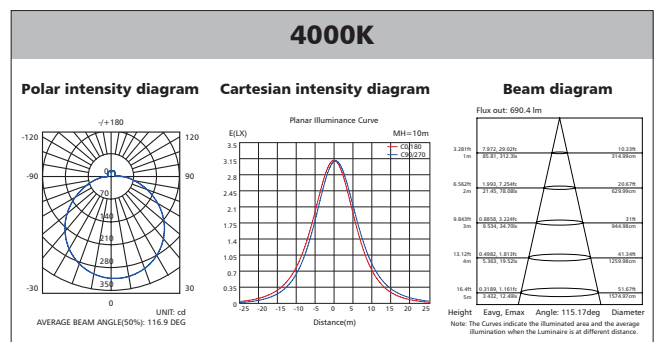 4000K
Polar intensity diagram
-/+180
-120
120
-90
90
0
70
140
210
280
350
-30
30
0
UNIT: cd
AVERAGE BEAM ANGLE(50%): 116.9 DEG
Cartesian intensity diagram
Planar Illuminance Curve
E(LX)
MH=10m
C0/180
C90/270
3.5
3.15
2.8
2.45
2.1
1.75
1.4
1.05
0.7
0.35
0
-25 -20 -15 -10 -5 0 5 10 15 20 25
Distance(m)
Beam diagram
Flux out: 690.4 lm
3.281ft 7.972, 29.02fc 10.33ft
1m 85.81, 312.3lx 314.99cm
6.562ft 1.993, 7.254fc 20.67ft
2m 21.45, 78.08lx 629.99cm
9.843ft 0.8858, 3.224fc 31ft
3m 9.534, 34.70lx 944.98cm
13.12ft 0.4982, 1.813fc 41.34ft
4m 5.363, 19.52lx 1259.98cm
16.4ft 0.3189, 1.161fc 51.67ft
5m 3.432, 12.49lx 1574.97cm
Height Eavg, Emax Angle: 115.17deg Diameter
Note: The Curves indicate the illuminated area and the average
illumination when the Luminaire is at different distance.